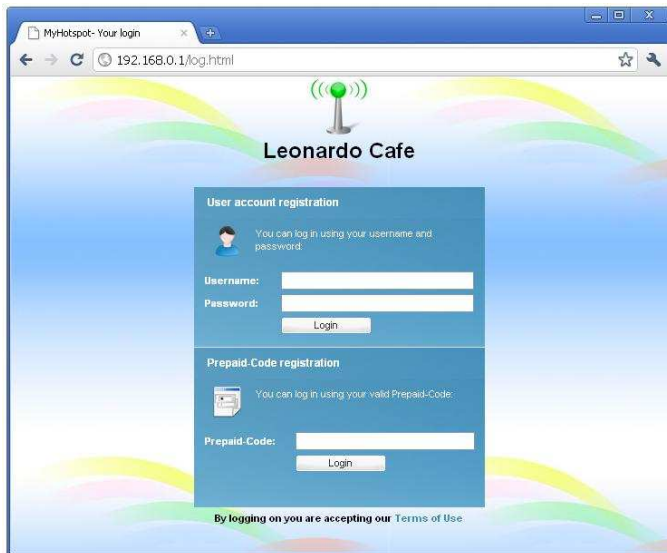 MyHotspot- Your login
192.168.0.1/log.html
Leonardo Cafe
User account registration
You can log in using your username and
password:
Username:
Password:
Login
Prepaid-Code registration
You can log in using your valid Prepaid-Code:
Prepaid-Code:
Login
By logging on you are accepting our Terms of Use